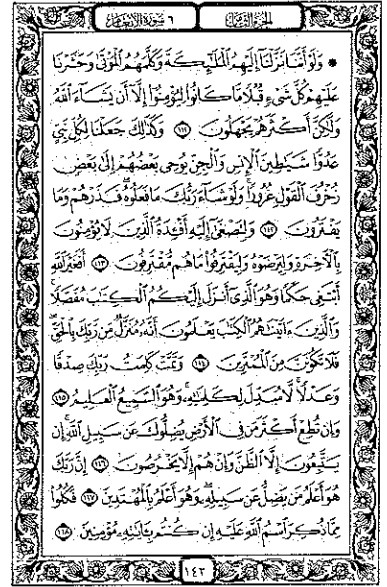 الجزء الثامن ٦ سورة الأنعام
۞ وَلَوْ أَنَّنَا نَزَّلْنَآ إِلَيْهِمُ ٱلْمَلَٰٓئِكَةَ وَكَلَّمَهُمُ ٱلْمَوْتَىٰ وَحَشَرْنَا
عَلَيْهِمْ كُلَّ شَىْءٍ قُبُلًا مَّا كَانُوا۟ لِيُؤْمِنُوٓا۟ إِلَّآ أَن يَشَآءَ ٱللَّهُ
وَلَٰكِنَّ أَكْثَرَهُمْ يَجْهَلُونَ ١١١ وَكَذَٰلِكَ جَعَلْنَا لِكُلِّ نَبِىٍّ
عَدُوًّا شَيَٰطِينَ ٱلْإِنسِ وَٱلْجِنِّ يُوحِى بَعْضُهُمْ إِلَىٰ بَعْضٍ
زُخْرُفَ ٱلْقَوْلِ غُرُورًا وَلَوْ شَآءَ رَبُّكَ مَا فَعَلُوهُ فَذَرْهُمْ وَمَا
يَفْتَرُونَ ١١٢ وَلِتَصْغَىٰٓ إِلَيْهِ أَفْـِٔدَةُ ٱلَّذِينَ لَا يُؤْمِنُونَ
بِٱلْءَاخِرَةِ وَلِيَرْضَوْهُ وَلِيَقْتَرِفُوا۟ مَا هُم مُّقْتَرِفُونَ ١١٣ أَفَغَيْرَ ٱللَّهِ
أَبْتَغِى حَكَمًا وَهُوَ ٱلَّذِىٓ أَنزَلَ إِلَيْكُمُ ٱلْكِتَٰبَ مُفَصَّلًا
وَٱلَّذِينَ ءَاتَيْنَٰهُمُ ٱلْكِتَٰبَ يَعْلَمُونَ أَنَّهُۥ مُنَزَّلٌ مِّن رَّبِّكَ بِٱلْحَقِّ
فَلَا تَكُونَنَّ مِنَ ٱلْمُمْتَرِينَ ١١٤ وَتَمَّتْ كَلِمَتُ رَبِّكَ صِدْقًا
وَعَدْلًا لَّا مُبَدِّلَ لِكَلِمَٰتِهِۦ وَهُوَ ٱلسَّمِيعُ ٱلْعَلِيمُ ١١٥
وَإِن تُطِعْ أَكْثَرَ مَن فِى ٱلْأَرْضِ يُضِلُّوكَ عَن سَبِيلِ ٱللَّهِ إِن
يَتَّبِعُونَ إِلَّا ٱلظَّنَّ وَإِنْ هُمْ إِلَّا يَخْرُصُونَ ١١٦ إِنَّ رَبَّكَ
هُوَ أَعْلَمُ مَن يَضِلُّ عَن سَبِيلِهِۦ وَهُوَ أَعْلَمُ بِٱلْمُهْتَدِينَ ١١٧ فَكُلُوا۟
مِمَّا ذُكِرَ ٱسْمُ ٱللَّهِ عَلَيْهِ إِن كُنتُم بِـَٔايَٰتِهِۦ مُؤْمِنِينَ ١١٨
١٤٢